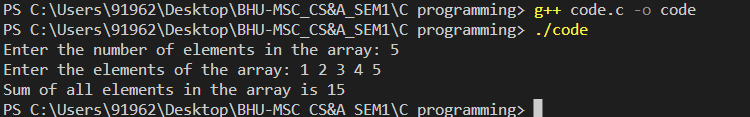 PS C:\Users\91962\Desktop\BHU-MSC_CS&A_SEM1\C programming> g++ code.c -o code
PS C:\Users\91962\Desktop\BHU-MSC_CS&A_SEM1\C programming> ./code
Enter the number of elements in the array: 5
Enter the elements of the array: 1 2 3 4 5
Sum of all elements in the array is 15
PS C:\Users\91962\Desktop\BHU-MSC_CS&A_SEM1\C programming>